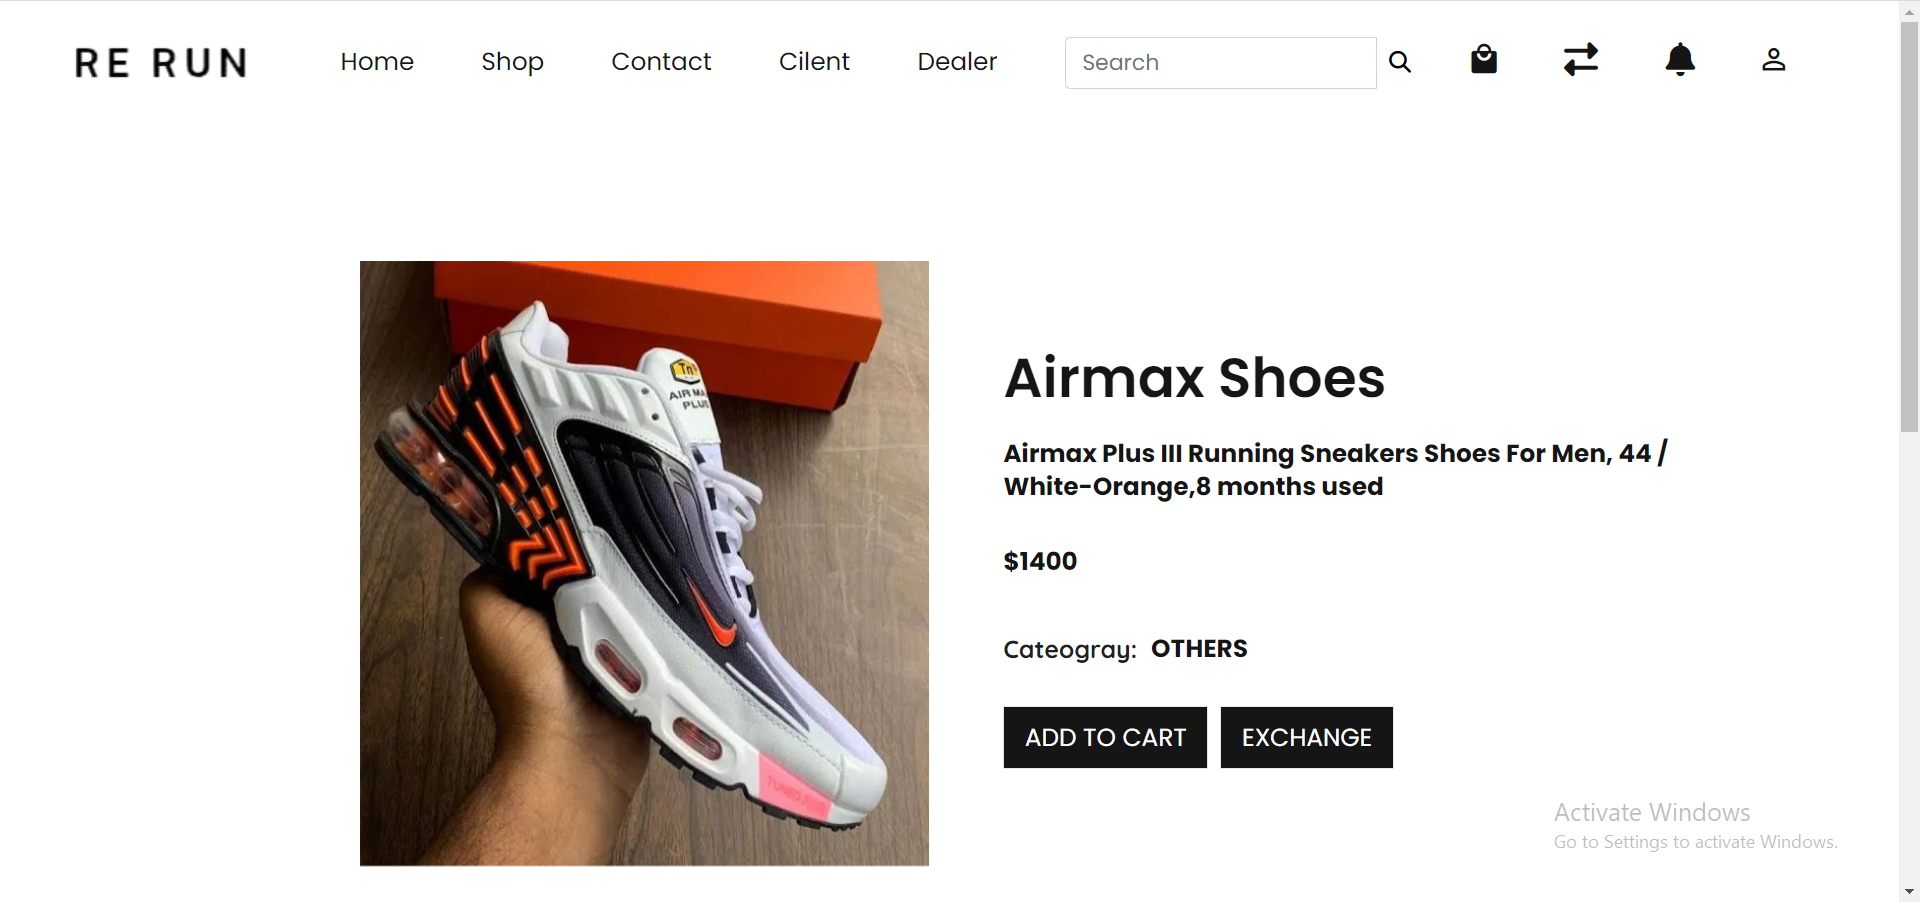 RE RUN
Home
Shop
Contact
Cilent
Dealer
Search
Tn
AIR MA
PLUS
Airmax Shoes
Airmax Plus III Running Sneakers Shoes For Men, 44 /
White-Orange,8 months used
$1400
Cateogray: OTHERS
ADD TO CART
EXCHANGE
Activate Windows
Go to Settings to activate Windows.